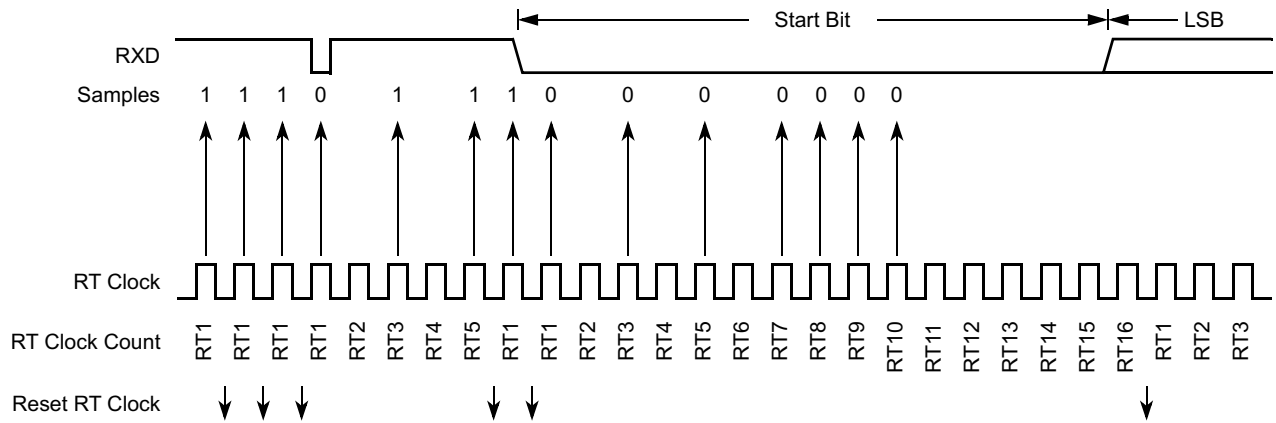 Start Bit LSB
RXD
Samples 1 1 1 0 1 1 1 0 0 0 0 0 0 0
RT Clock
RT Clock Count RT1 RT1 RT1 RT1 RT2 RT3 RT4 RT5 RT1 RT1 RT2 RT3 RT4 RT5 RT6 RT7 RT8 RT9 RT10 RT11 RT12 RT13 RT14 RT15 RT16 RT1 RT2 RT3
Reset RT Clock